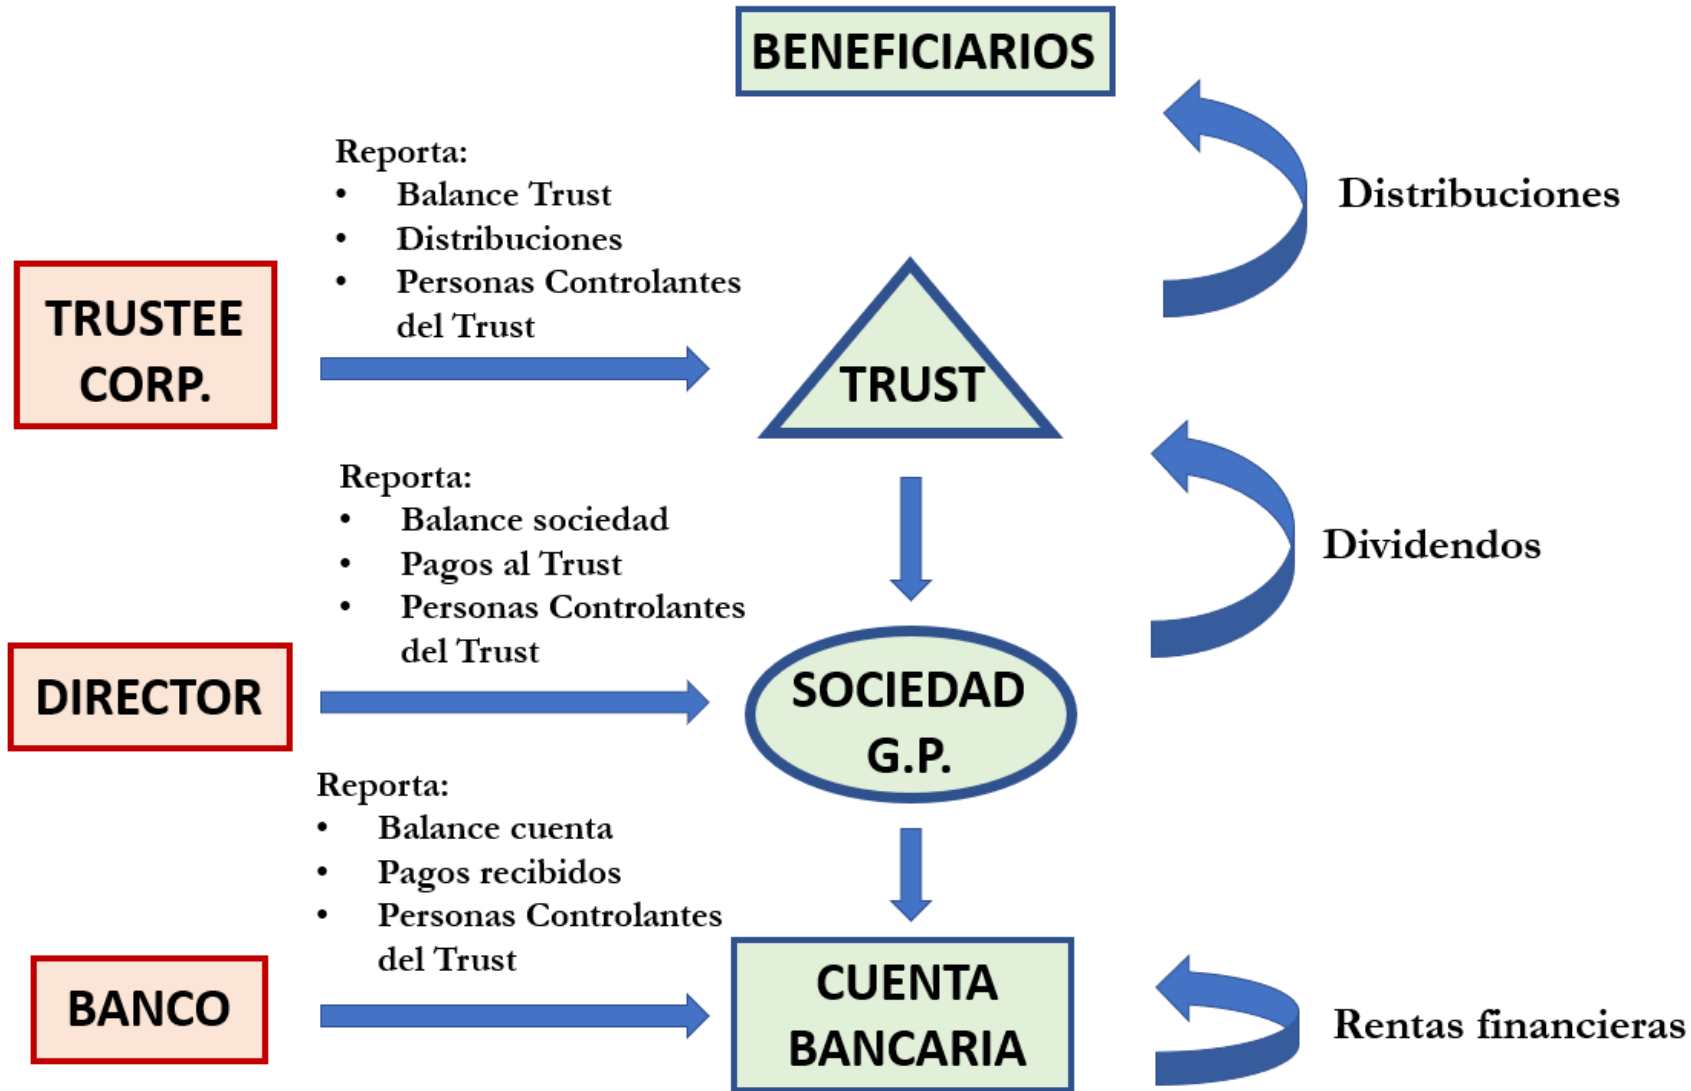 BENEFICIARIOS
Reporta:
• Balance Trust
• Distribuciones
• Personas Controlantes
del Trust
Distribuciones
TRUSTEE
CORP.
TRUST
Reporta:
• Balance sociedad
• Pagos al Trust
• Personas Controlantes
del Trust
Dividendos
DIRECTOR
SOCIEDAD
G.P.
Reporta:
• Balance cuenta
• Pagos recibidos
• Personas Controlantes
del Trust
BANCO
CUENTA
BANCARIA
Rentas financieras